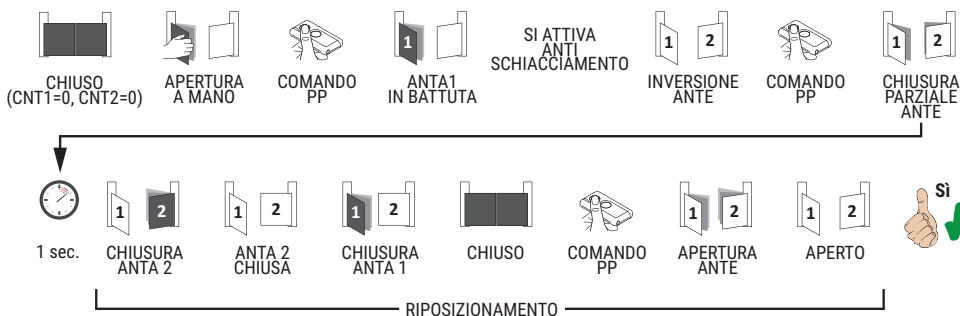 1
SI ATTIVA
ANTI
SCHIACCIAMENTO
1 2
1 2
CHIUSO
(CNT1=0, CNT2=0)
APERTURA
A MANO
COMANDO
PP
ANTA1
IN BATTUTA
INVERSIONE
ANTE
COMANDO
PP
CHIUSURA
PARZIALE
ANTE
1 2
1 2
1 2
1 2
1 2
Sì
1 sec.
CHIUSURA
ANTA 2
ANTA 2
CHIUSA
CHIUSURA
ANTA 1
CHIUSO
COMANDO
PP
APERTURA
ANTE
APERTO
RIPOSIZIONAMENTO